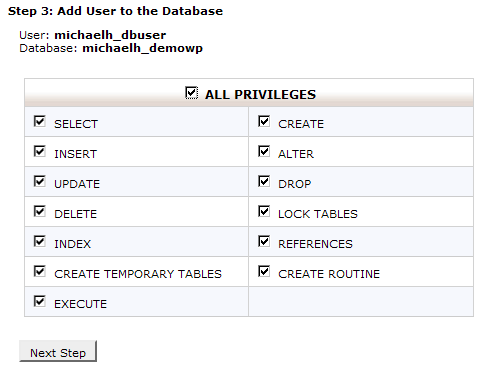 Step 3: Add User to the Database
User: michaelh_dbuser
Database: michaelh_demowp
ALL PRIVILEGES
SELECT CREATE
INSERT ALTER
UPDATE DROP
DELETE LOCK TABLES
INDEX REFERENCES
CREATE TEMPORARY TABLES CREATE ROUTINE
EXECUTE
Next Step